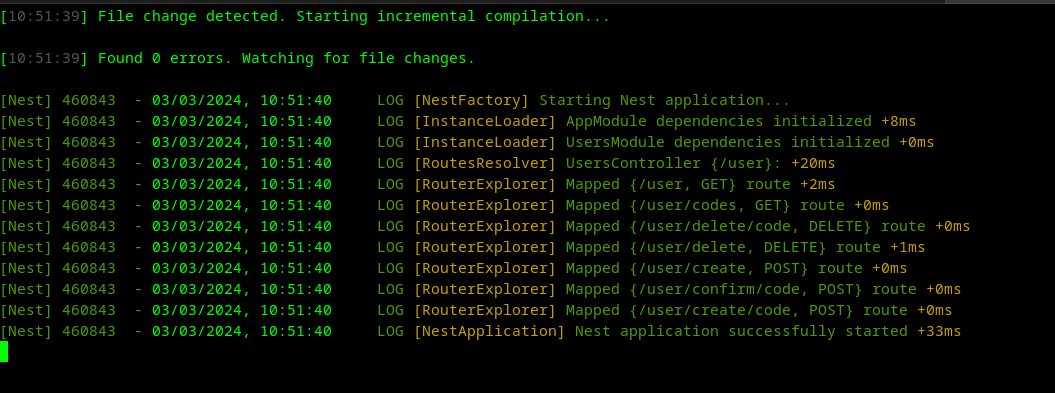 [10:51:39] File change detected. Starting incremental compilation...
[10:51:39] Found 0 errors. Watching for file changes.
[Nest] 460843  - 03/03/2024, 10:51:40     LOG [NestFactory] Starting Nest application...
[Nest] 460843  - 03/03/2024, 10:51:40     LOG [InstanceLoader] AppModule dependencies initialized +8ms
[Nest] 460843  - 03/03/2024, 10:51:40     LOG [InstanceLoader] UsersModule dependencies initialized +0ms
[Nest] 460843  - 03/03/2024, 10:51:40     LOG [RoutesResolver] UsersController {/user}: +20ms
[Nest] 460843  - 03/03/2024, 10:51:40     LOG [RouterExplorer] Mapped {/user, GET} route +2ms
[Nest] 460843  - 03/03/2024, 10:51:40     LOG [RouterExplorer] Mapped {/user/codes, GET} route +0ms
[Nest] 460843  - 03/03/2024, 10:51:40     LOG [RouterExplorer] Mapped {/user/delete/code, DELETE} route +0ms
[Nest] 460843  - 03/03/2024, 10:51:40     LOG [RouterExplorer] Mapped {/user/delete, DELETE} route +1ms
[Nest] 460843  - 03/03/2024, 10:51:40     LOG [RouterExplorer] Mapped {/user/create, POST} route +0ms
[Nest] 460843  - 03/03/2024, 10:51:40     LOG [RouterExplorer] Mapped {/user/confirm/code, POST} route +0ms
[Nest] 460843  - 03/03/2024, 10:51:40     LOG [RouterExplorer] Mapped {/user/create/code, POST} route +0ms
[Nest] 460843  - 03/03/2024, 10:51:40     LOG [NestApplication] Nest application successfully started +33ms